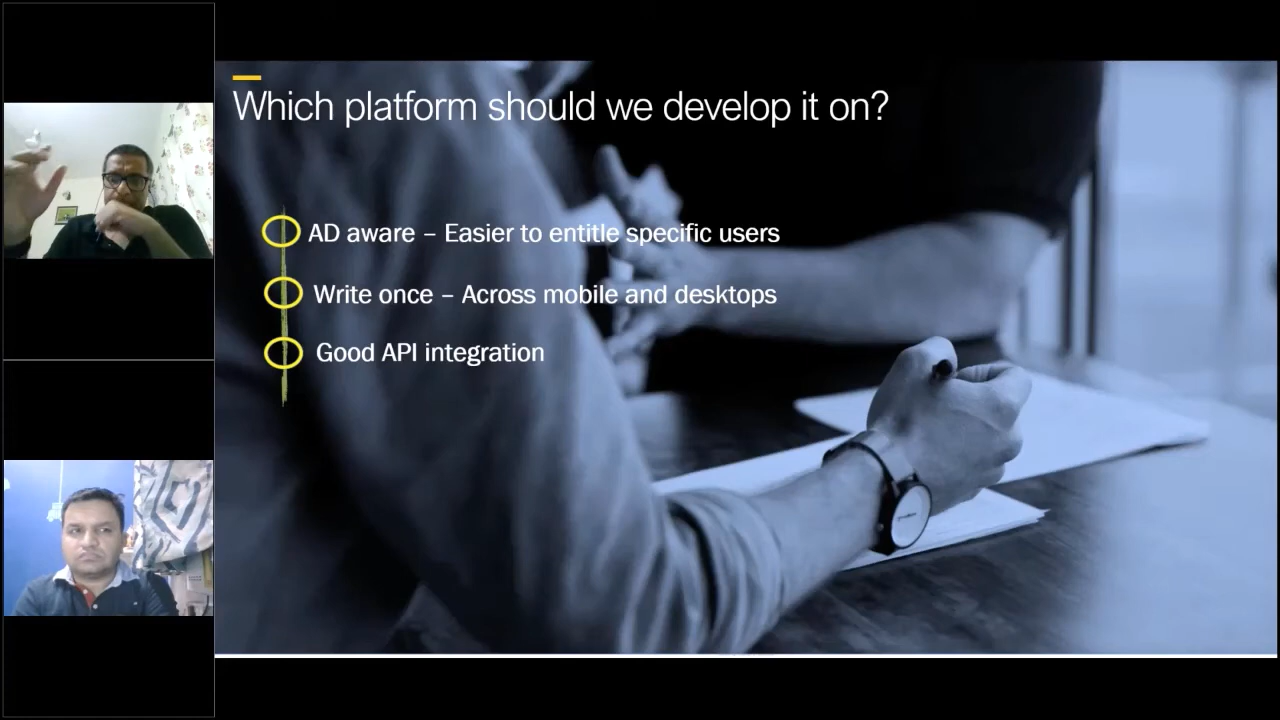 Which platform should we develop it on?
AD aware – Easier to entitle specific users
Write once – Across mobile and desktops
Good API integration